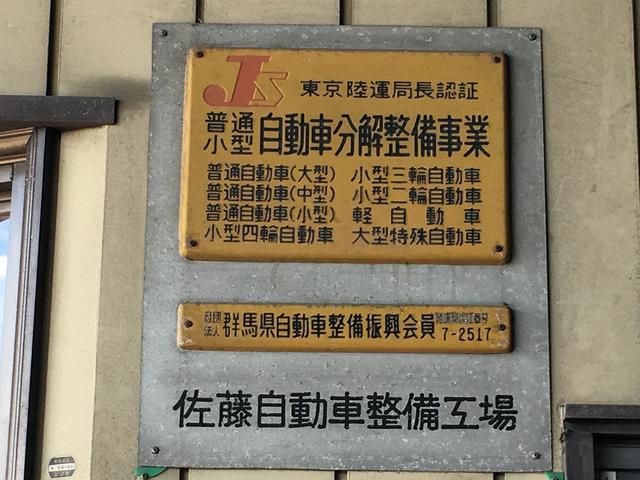 JAS 東京陸運局長認証
普通
小型 自動車分解整備事業
普通自動車(大型) 小型三輪自動車
普通自動車(中型) 小型二輪自動車
普通自動車(小型) 軽自動車
小型四輪自動車 大型特殊自動車
社団
法人 群馬県自動車整備振興会員
7-2517
佐藤自動車整備工場